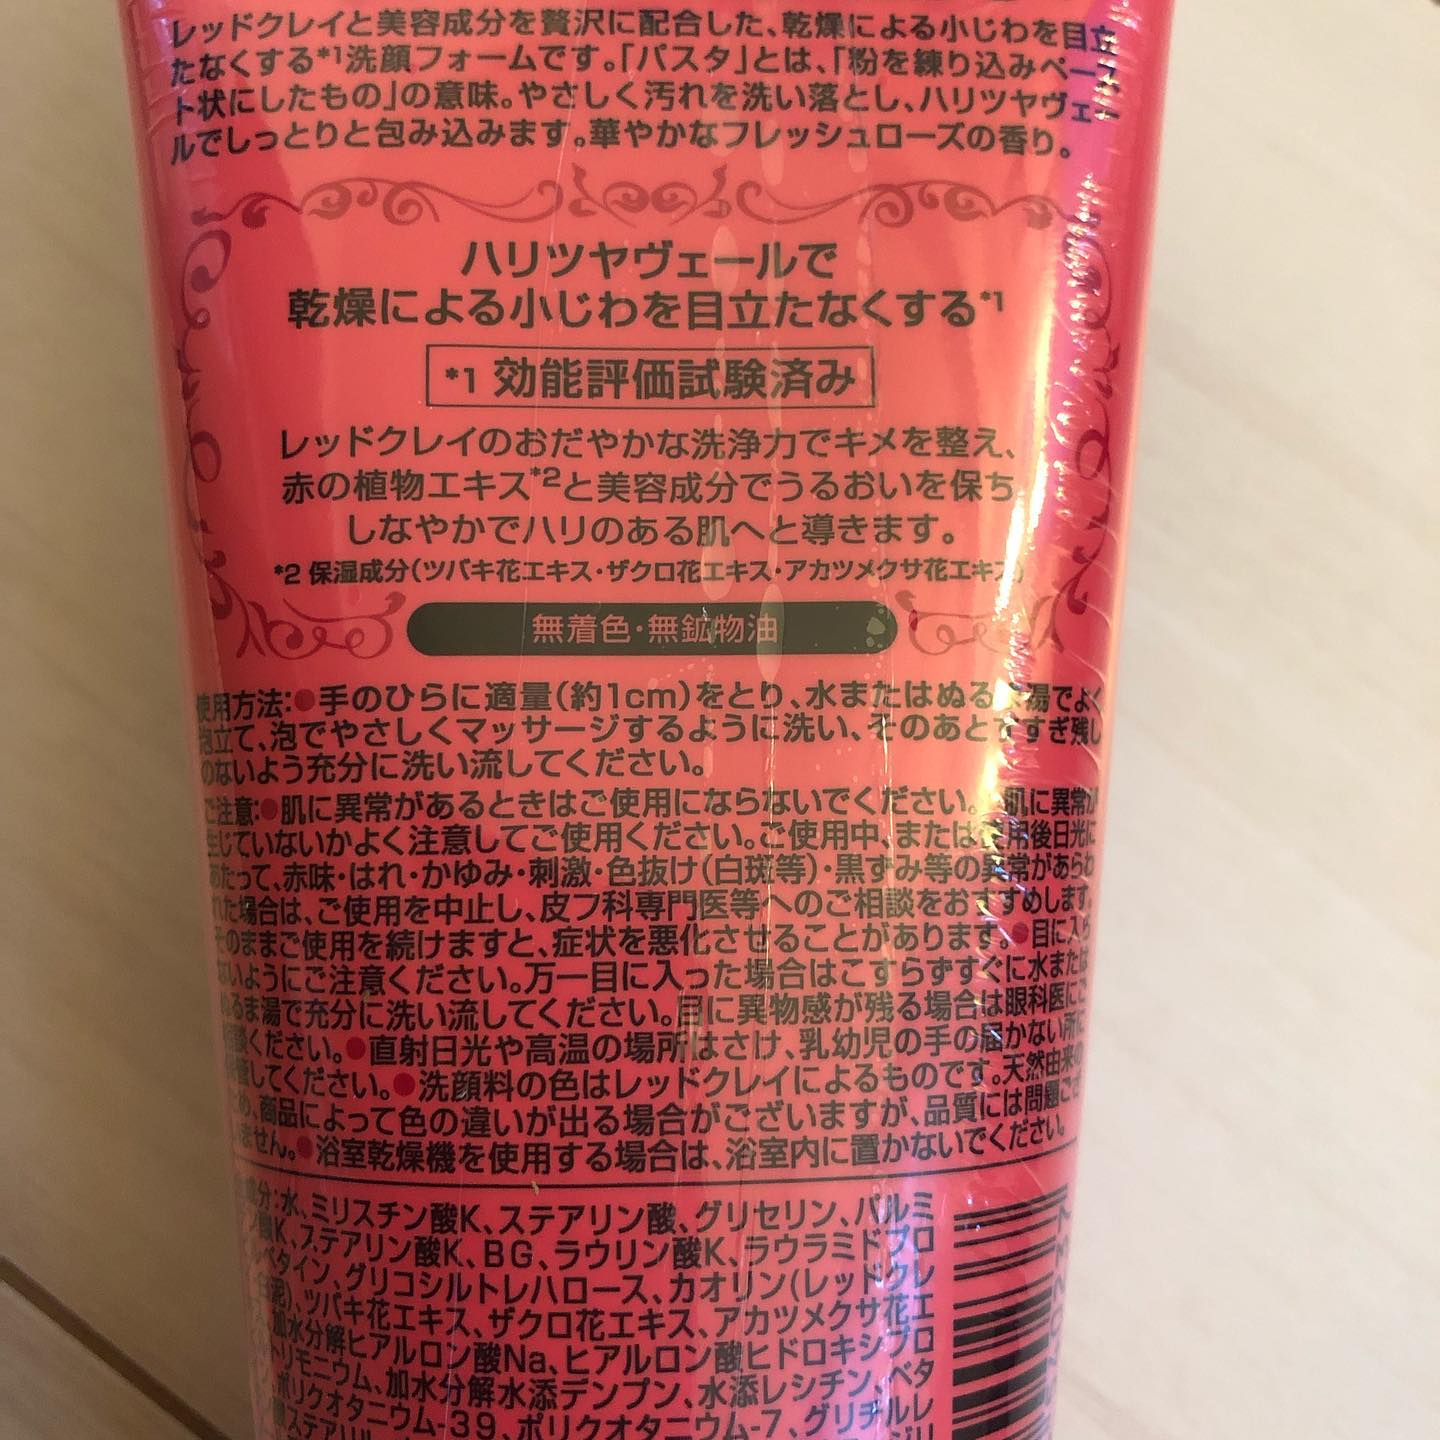 レッドクレイと美容成分を贅沢に配合した、乾燥による小じわを目立
たなくする*1洗顔フォームです。「パスタ」とは、「粉を練り込みペース
ト状にしたもの」の意味。やさしく汚れを洗い落とし、ハリツヤヴェー
ルでしっとりと包み込みます。華やかなフレッシュローズの香り。
ハリツヤヴェールで
乾燥による小じわを目立たなくする*1
*1 効能評価試験済み
レッドクレイのおだやかな洗浄力でキメを整え、
赤の植物エキス*2と美容成分でうるおいを保ち
しなやかでハリのある肌へと導きます。
*2 保湿成分(ツバキ花エキス・ザクロ花エキス・アカツメクサ花エキス)
無着色・無鉱物油
使用方法:●手のひらに適量(約1cm)をとり、水またはぬるま湯でよく
泡立て、泡でやさしくマッサージするように洗い、そのあとすすぎ残し
のないよう充分に洗い流してください。
ご注意:●肌に異常があるときはご使用にならないでください。●肌に異常が
生じていないかよく注意してご使用ください。ご使用中、または使用後日光に
あたって、赤味・はれ・かゆみ・刺激・色抜け(白斑等)・黒ずみ等の異常があらわ
れた場合は、ご使用を中止し、皮フ科専門医等へのご相談をおすすめします。
そのままご使用を続けますと、症状を悪化させることがあります。●目に入ら
ないようにご注意ください。万一目に入った場合はこすらずすぐに水または
ぬるま湯で充分に洗い流してください。目に異物感が残る場合は眼科医にご
相談ください。●直射日光や高温の場所はさけ、乳幼児の手の届かない所に
してください。●洗顔料の色はレッドクレイによるものです。天然由来の
ため、商品によって色の違いが出る場合がございますが、品質には問題ござ
いません。●浴室乾燥機を使用する場合は、浴室内に置かないでください。
成分:水、ミリスチン酸K、ステアリン酸、グリセリン、パルミ
酸K、ステアリン酸K、BG、ラウリン酸K、ラウラミドプロ
ベタイン、グリコシルトレハロース、カオリン(レッドクレ
白泥)、ツバキ花エキス、ザクロ花エキス、アカツメクサ花エ
加水分解ヒアルロン酸Na、ヒアルロン酸ヒドロキシプロ
トリモニウム、加水分解水添デンプン、水添レシチン、ベタ
ポリクオタニウム-39、ポリクオタニウム-7、グリチルレ
ステアリル